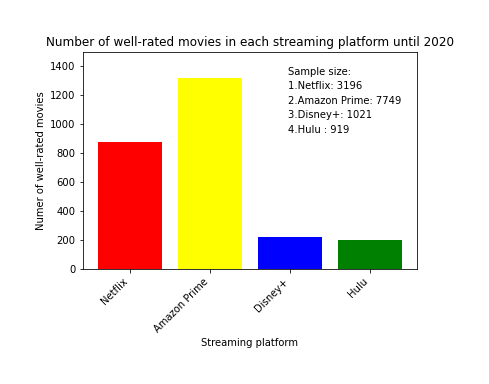 Number of well-rated movies in each streaming platform until 2020
Sample size:
1.Netflix: 3196
2.Amazon Prime: 7749
3.Disney+: 1021
4.Hulu : 919
Numer of well-rated movies
1400
1200
1000
800
600
400
200
0
Netflix
Amazon Prime
Disney+
Hulu
Streaming platform